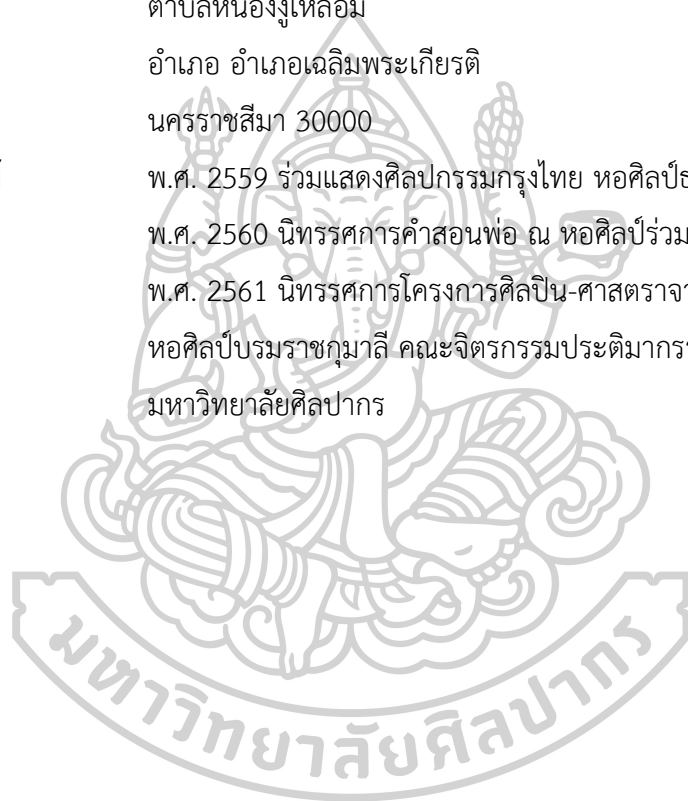 ตำบลหนองงูเหลือม
อำเภอ อำเภอเฉลิมพระเกียรติ
นครราชสีมา 30000
พ.ศ. 2559 ร่วมแสดงศิลปกรรมกรุงไทย หอศิลป์
พ.ศ. 2560 นิทรรศการคำสอนพ่อ ณ หอศิลป์ร่วม
พ.ศ. 2561 นิทรรศการโครงการศิลปิน-ศาสตราจา
หอศิลป์บรมราชกุมาลี คณะจิตรกรรมประติมากร
มหาวิทยาลัยศิลปากร
มหาวิทยาลัยศิลปากร